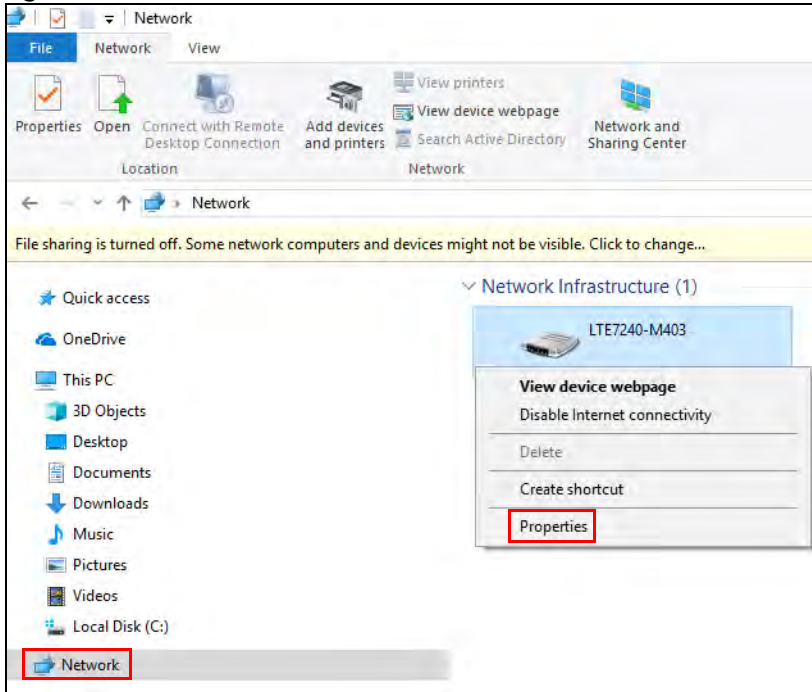 Network
File Network View
Properties Open Connect with Remote Desktop Connection Add devices and printers
View printers
View device webpage
Search Active Directory
Network and Sharing Center
Location Network
Network
File sharing is turned off. Some network computers and devices might not be visible. Click to change...
Quick access
OneDrive
This PC
3D Objects
Desktop
Documents
Downloads
Music
Pictures
Videos
Local Disk (C:)
Network
Network Infrastructure (1)
LTE7240-M403
View device webpage
Disable Internet connectivity
Delete
Create shortcut
Properties